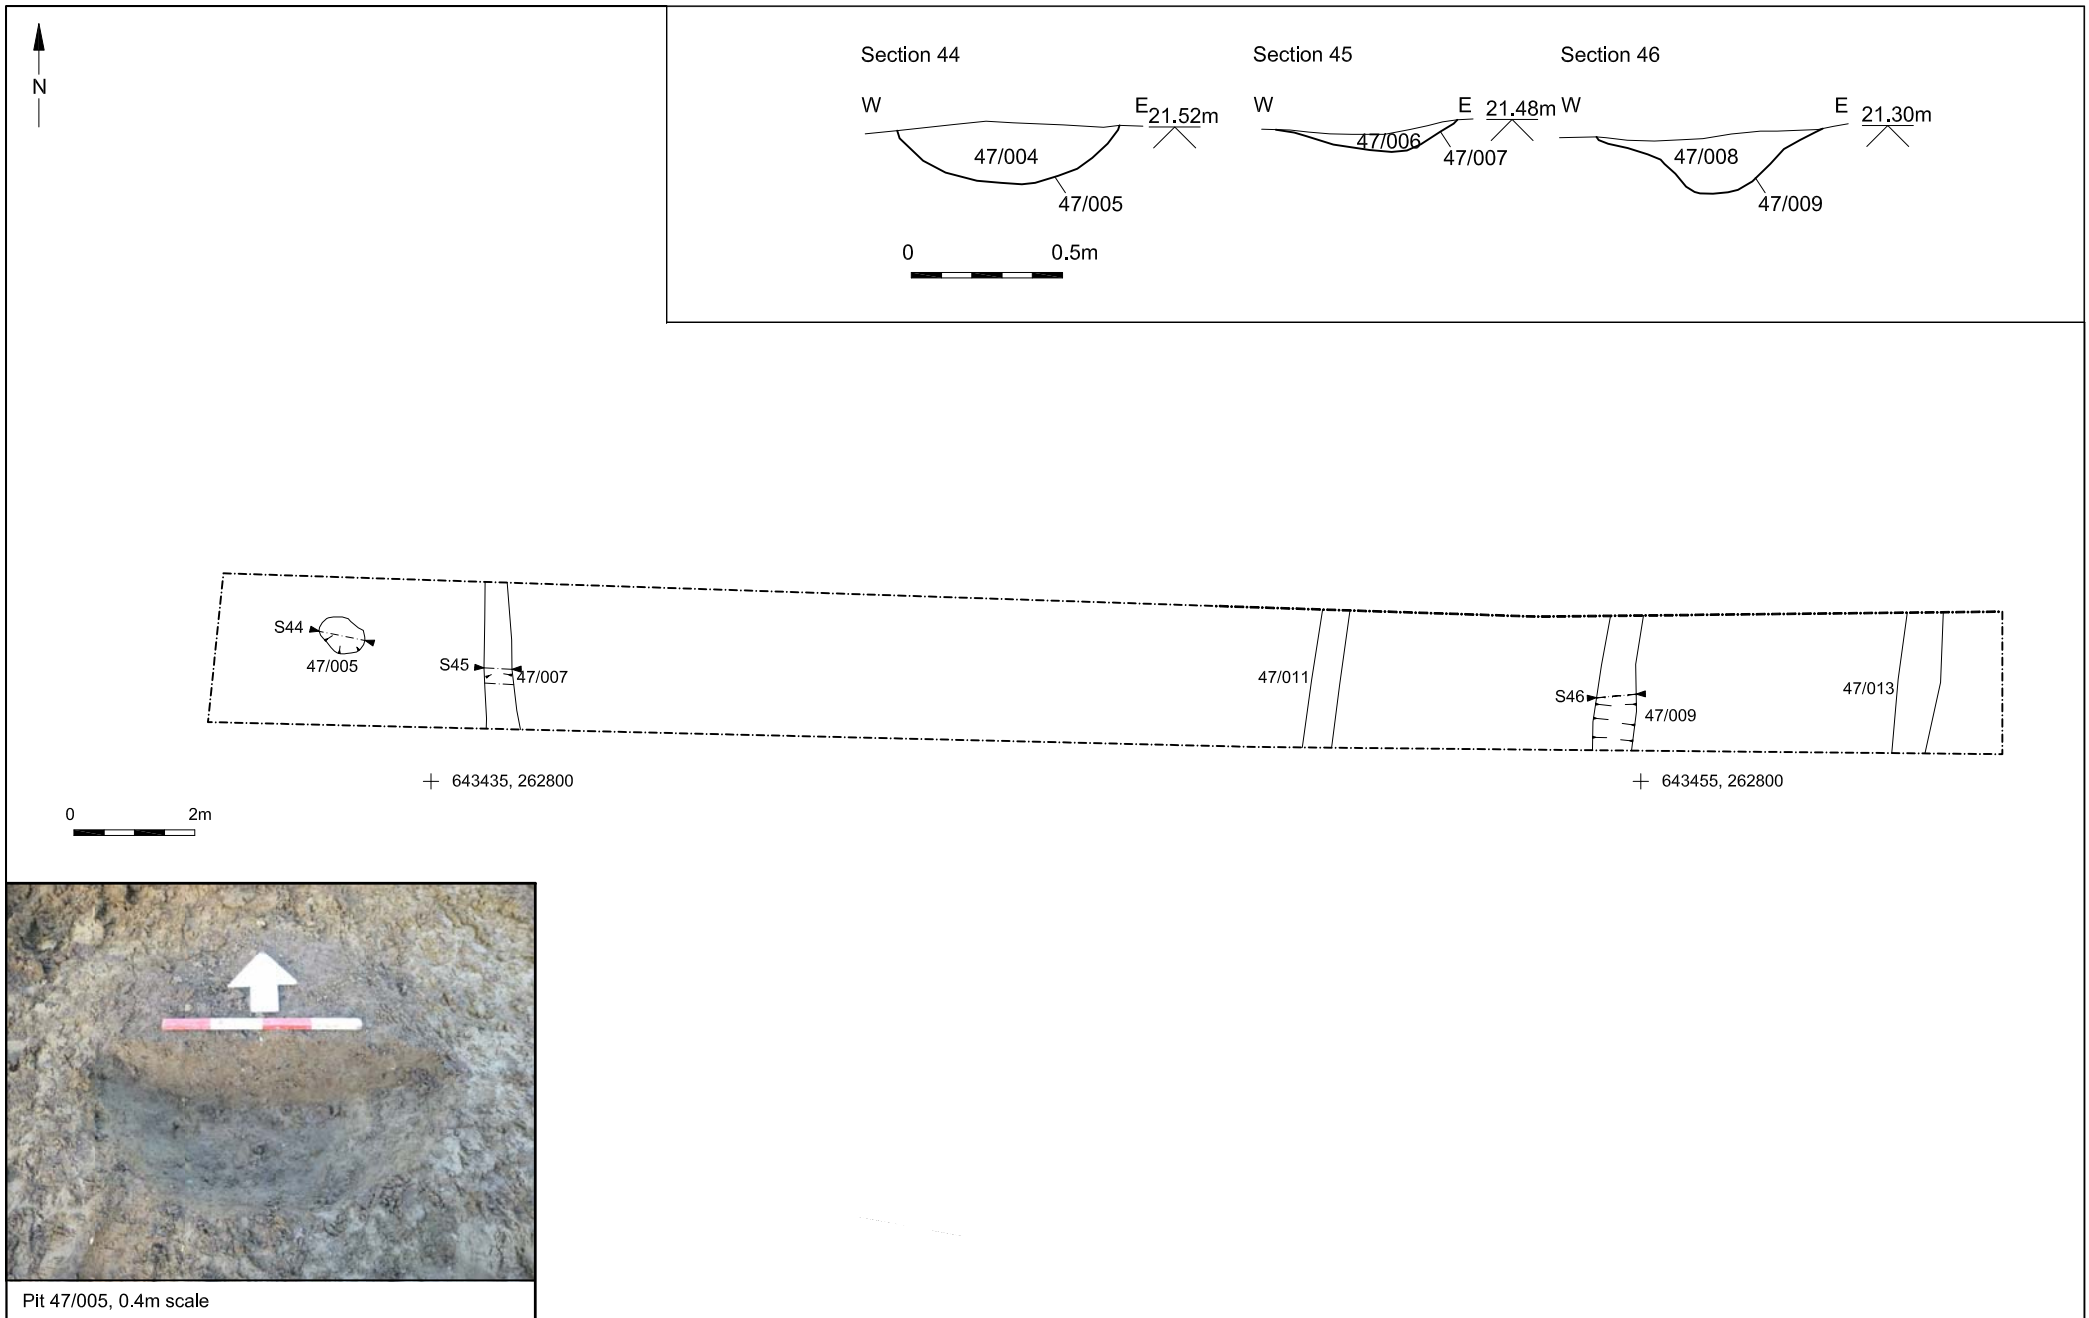 N
Section 44
Section 45
Section 46
W
E
21.52m
W
E
21.48m
W
E
21.30m
47/004
47/005
47/006
47/007
47/008
47/009
0
0.5m
S44
47/005
S45
47/007
47/011
S46
47/009
47/013
643435, 262800
643455, 262800
0
2m
Pit 47/005, 0.4m scale